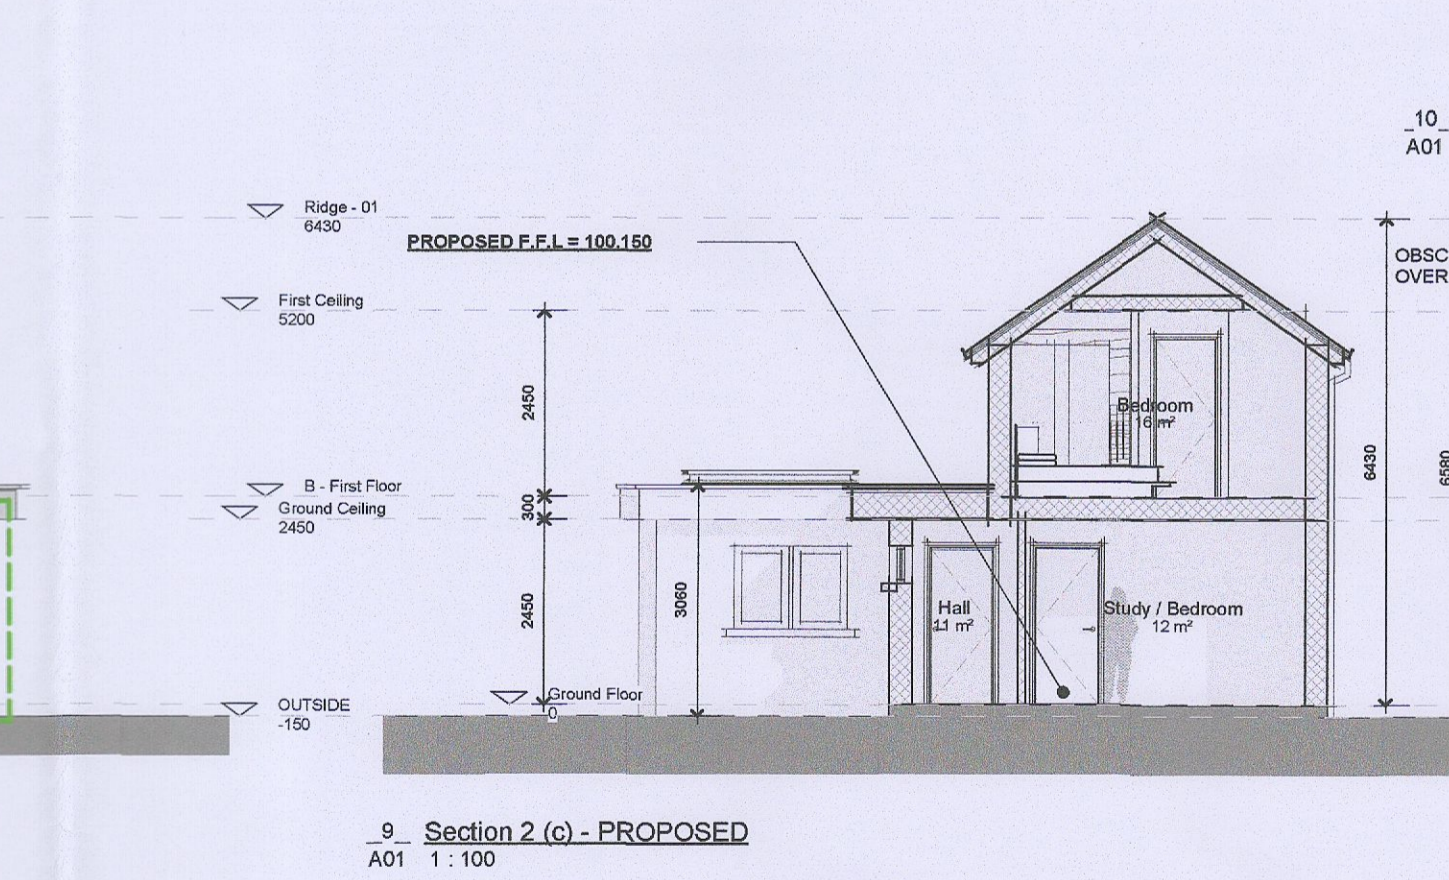 _10_
A01
Ridge - 01
6430
PROPOSED F.F.L = 100.150
OBSC
OVER
First Ceiling
5200
2450
Bedroom
16 m²
6430
6580
B - First Floor
300
Ground Ceiling
2450
2450
3060
Hall
11 m²
Study / Bedroom
12 m²
Ground Floor
0
OUTSIDE
-150
_9_ Section 2 (c) - PROPOSED
A01 1 : 100